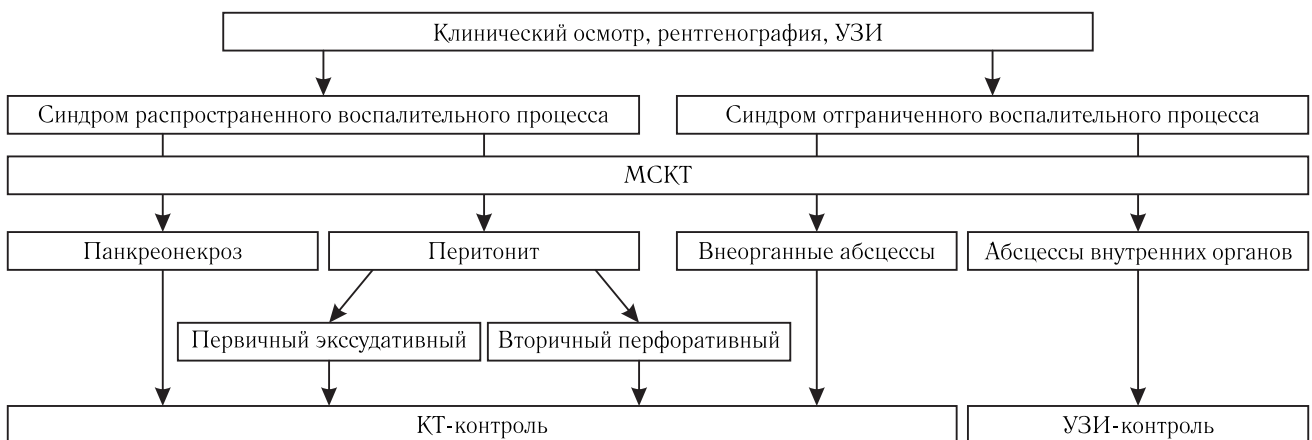 Клинический осмотр, рентгенография, УЗИ
Синдром распространенного воспалительного процесса
Синдром отграниченного воспалительного процесса
МСКТ
Панкреонекроз
Перитонит
Внеорганные абсцессы
Абсцессы внутренних органов
Первичный экссудативный
Вторичный перфоративный
КТ-контроль
УЗИ-контроль